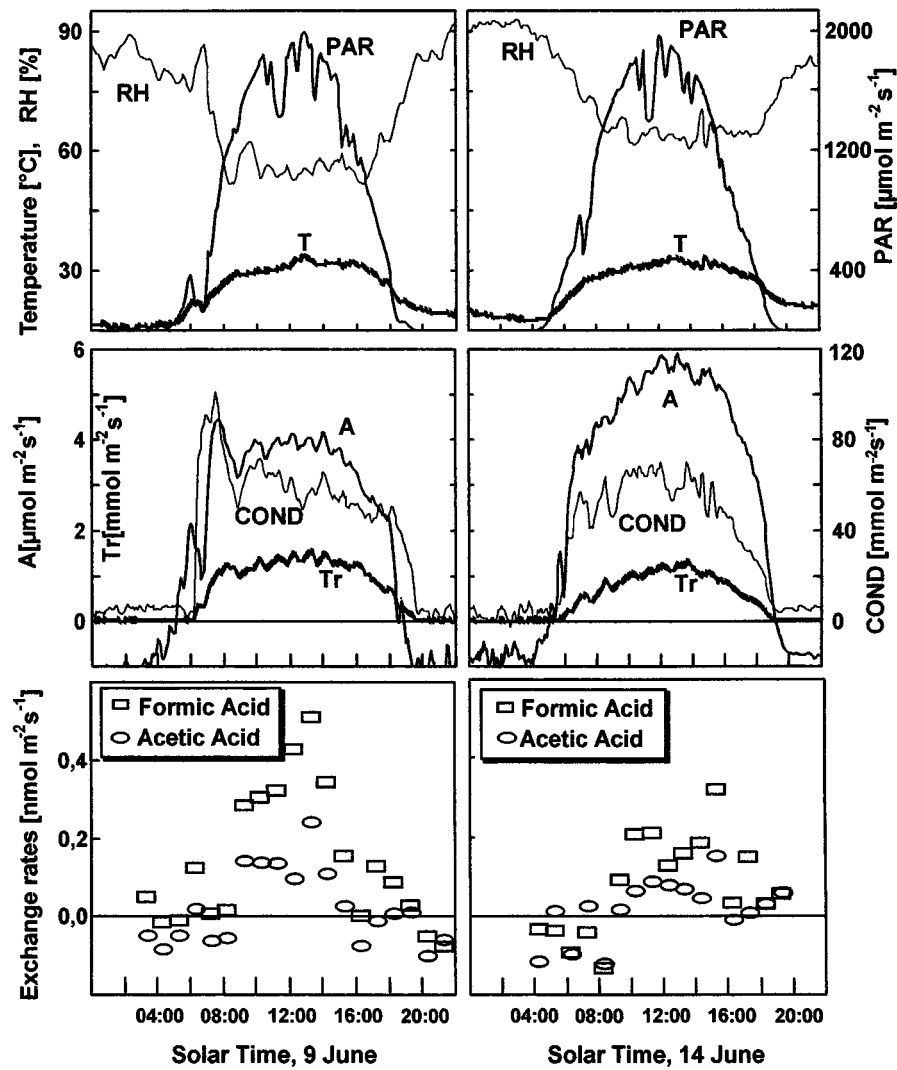 Temperature [°C], RH [%]
90
60
30
RH
PAR
T
RH
PAR
T
2000
1200
400
PAR [μmol m⁻² s⁻¹]
A[μmol m⁻²s⁻¹]
Tr[mmol m⁻²s⁻¹]
6
4
2
0
A
COND
Tr
A
COND
Tr
120
80
40
0
COND [mmol m⁻²s⁻¹]
Exchange rates [nmol m⁻²s⁻¹]
0,4
0,2
0,0
Formic Acid
Acetic Acid
Formic Acid
Acetic Acid
04:00 08:00 12:00 16:00 20:00
04:00 08:00 12:00 16:00 20:00
Solar Time, 9 June
Solar Time, 14 June